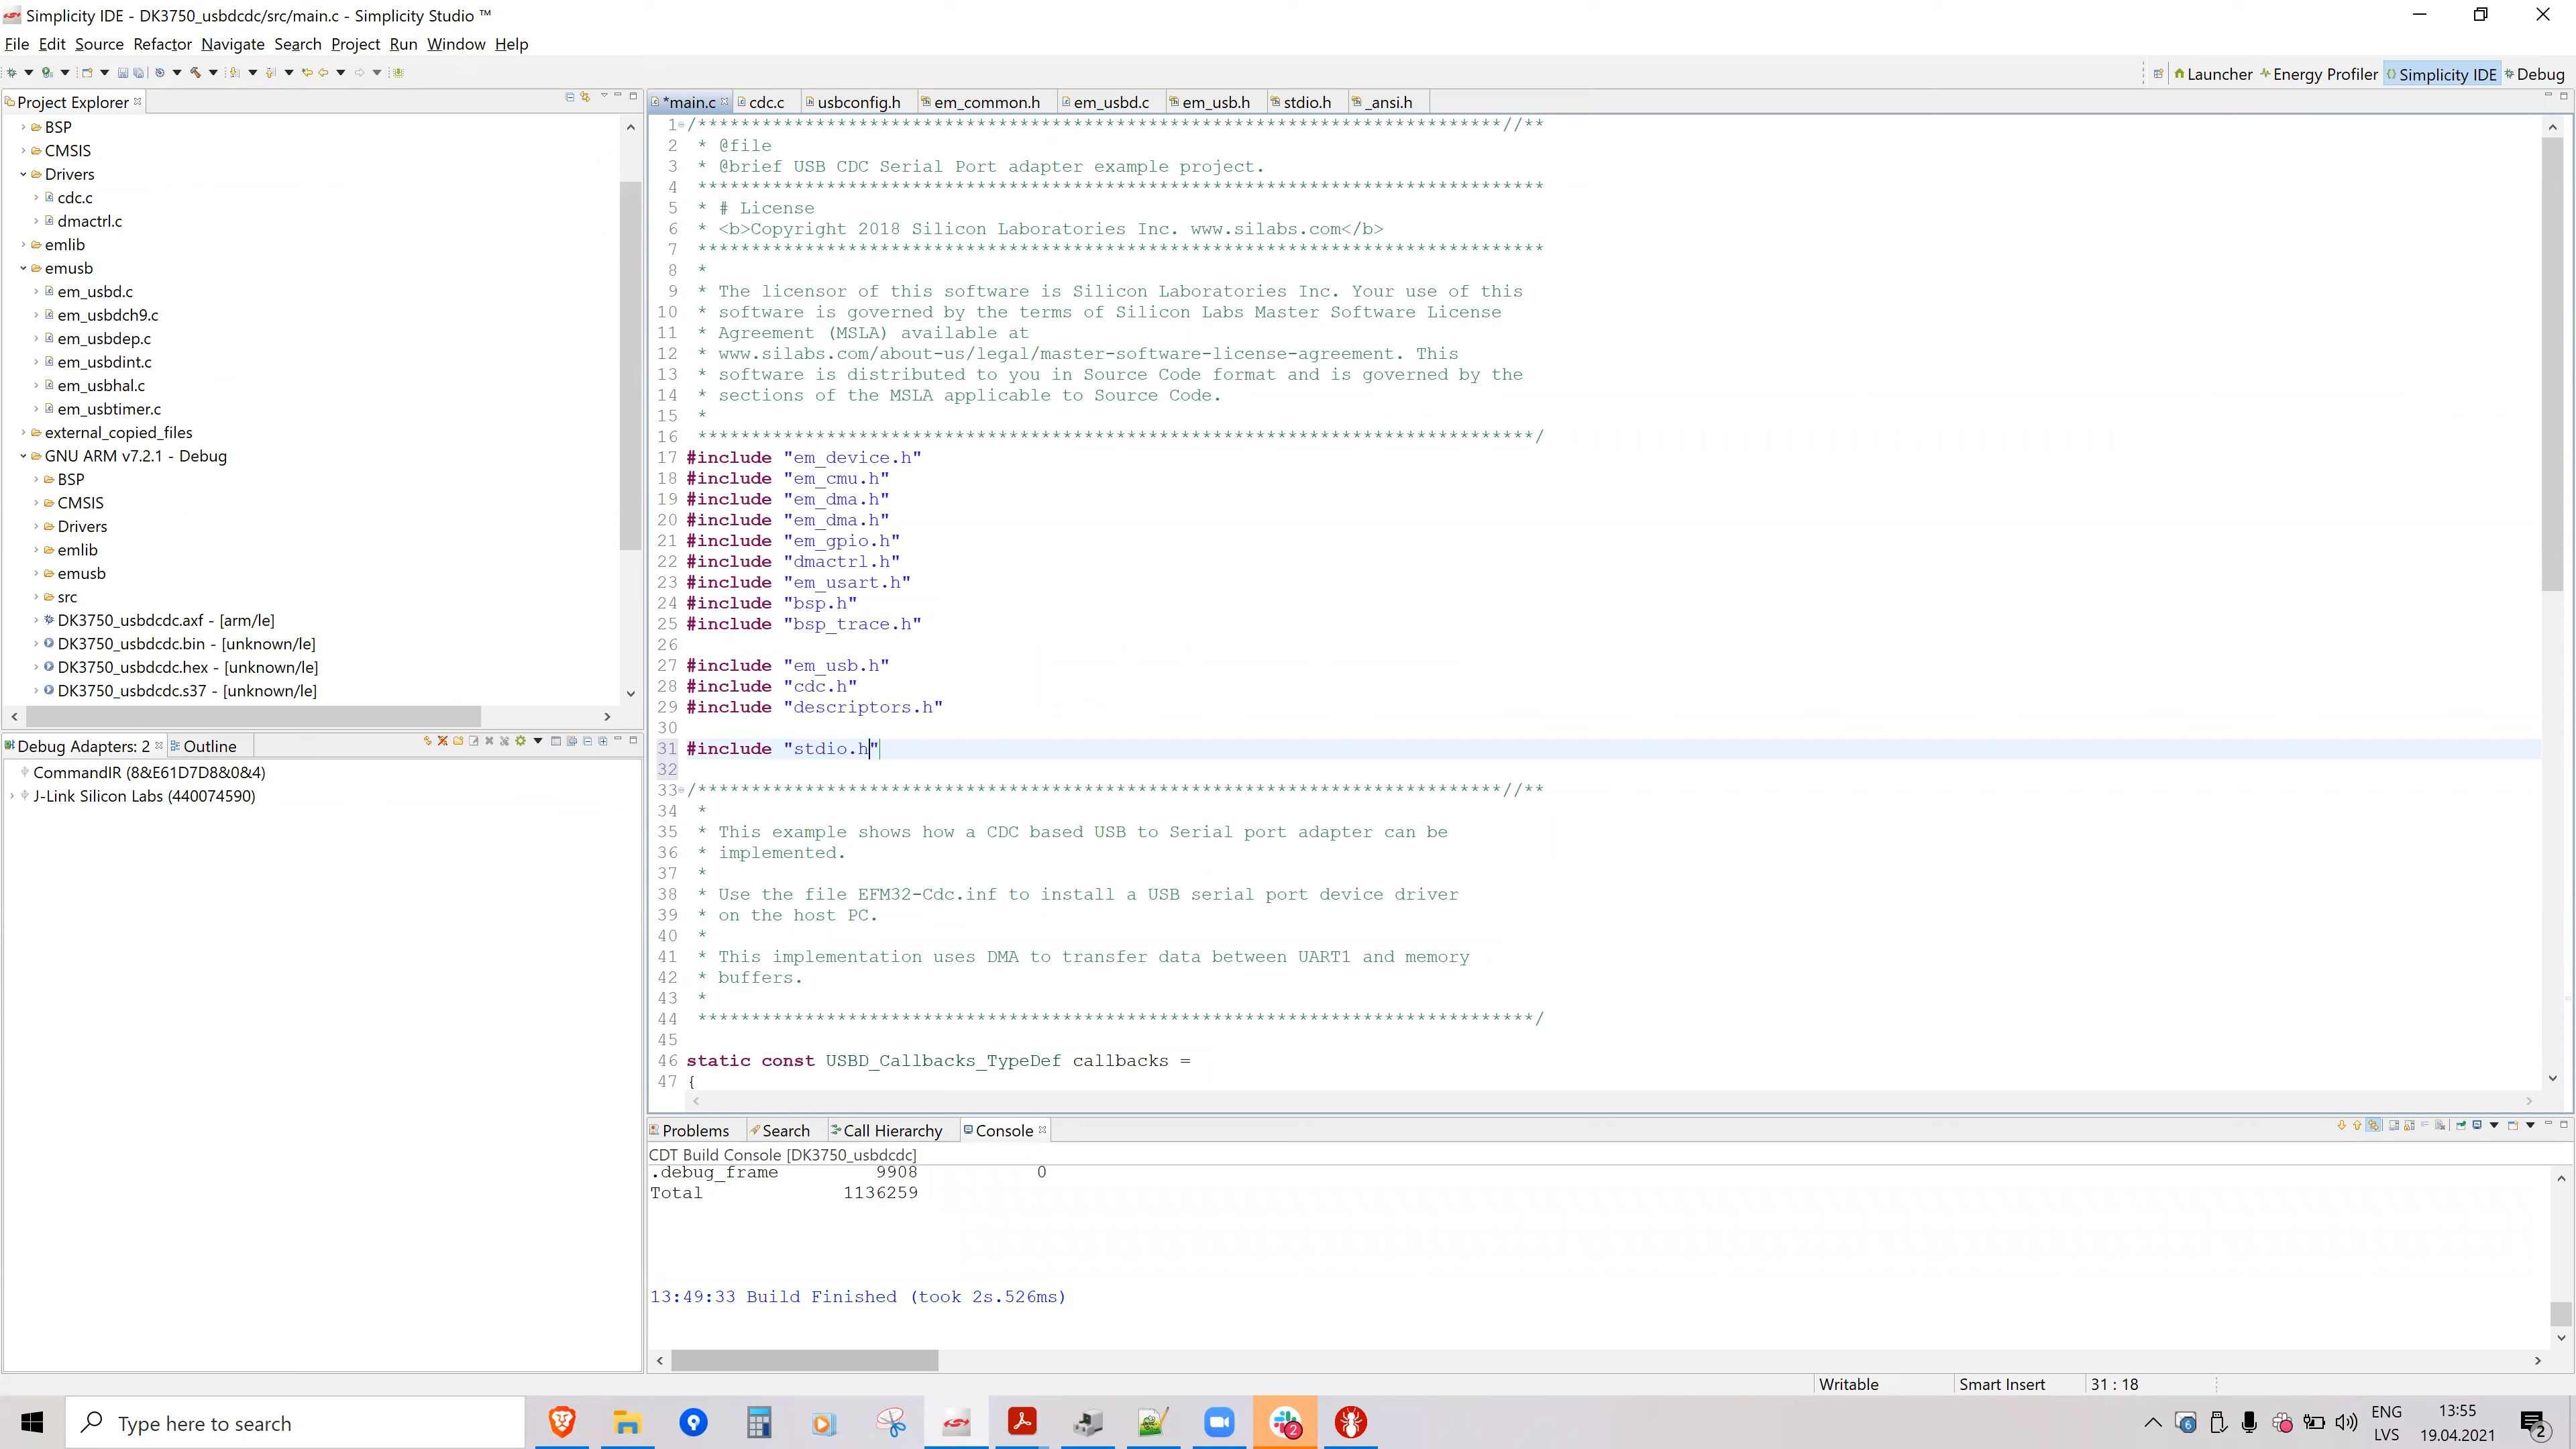 Simplicity IDE - DK3750_usbdcdc/src/main.c - Simplicity Studio ™
File Edit Source Refactor Navigate Search Project Run Window Help
Launcher Energy Profiler Simplicity IDE Debug
Project Explorer
BSP
CMSIS
Drivers
cdc.c
dmactrl.c
emlib
emusb
em_usbd.c
em_usbdch9.c
em_usbdep.c
em_usbdint.c
em_usbhal.c
em_usbtimer.c
external_copied_files
GNU ARM v7.2.1 - Debug
BSP
CMSIS
Drivers
emlib
emusb
src
DK3750_usbdcdc.axf - [arm/le]
DK3750_usbdcdc.bin - [unknown/le]
DK3750_usbdcdc.hex - [unknown/le]
DK3750_usbdcdc.s37 - [unknown/le]
Debug Adapters: 2 Outline
CommandIR (8&E61D7D8&0&4)
J-Link Silicon Labs (440074590)
*main.c cdc.c usbconfig.h em_common.h em_usbd.c em_usb.h stdio.h _ansi.h
1 /***************************************************************************//**
2 * @file
3 * @brief USB CDC Serial Port adapter example project.
4 *******************************************************************************
5 * # License
6 * <b>Copyright 2018 Silicon Laboratories Inc. www.silabs.com</b>
7 *******************************************************************************
8 *
9 * The licensor of this software is Silicon Laboratories Inc. Your use of this
10 * software is governed by the terms of Silicon Labs Master Software License
11 * Agreement (MSLA) available at
12 * www.silabs.com/about-us/legal/master-software-license-agreement. This
13 * software is distributed to you in Source Code format and is governed by the
14 * sections of the MSLA applicable to Source Code.
15 *
16 ******************************************************************************/
17 #include "em_device.h"
18 #include "em_cmu.h"
19 #include "em_dma.h"
20 #include "em_dma.h"
21 #include "em_gpio.h"
22 #include "dmactrl.h"
23 #include "em_usart.h"
24 #include "bsp.h"
25 #include "bsp_trace.h"
26
27 #include "em_usb.h"
28 #include "cdc.h"
29 #include "descriptors.h"
30
31 #include "stdio.h"
32
33 /***************************************************************************//**
34 *
35 * This example shows how a CDC based USB to Serial port adapter can be
36 * implemented.
37 *
38 * Use the file EFM32-Cdc.inf to install a USB serial port device driver
39 * on the host PC.
40 *
41 * This implementation uses DMA to transfer data between UART1 and memory
42 * buffers.
43 *
44 ******************************************************************************/
45
46 static const USBD_Callbacks_TypeDef callbacks =
47 {
Problems Search Call Hierarchy Console
CDT Build Console [DK3750_usbdcdc]
.debug_frame 9908 0
Total 1136259
13:49:33 Build Finished (took 2s.526ms)
Writable Smart Insert 31 : 18
Type here to search
2
6
ENG
LVS
13:55
19.04.2021
2